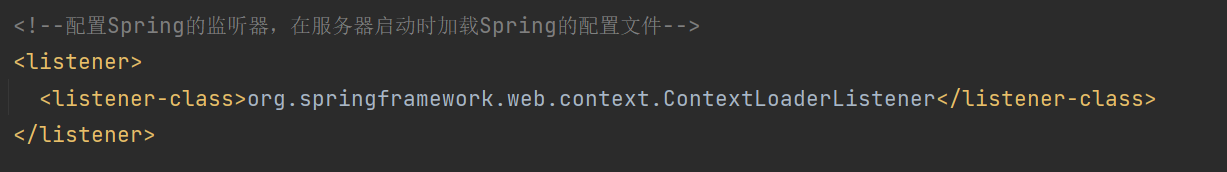 <!--配置Spring的监听器，在服务器启动时加载Spring的配置文件-->
<listener>
  <listener-class>org.springframework.web.context.ContextLoaderListener</listener-class>
</listener>